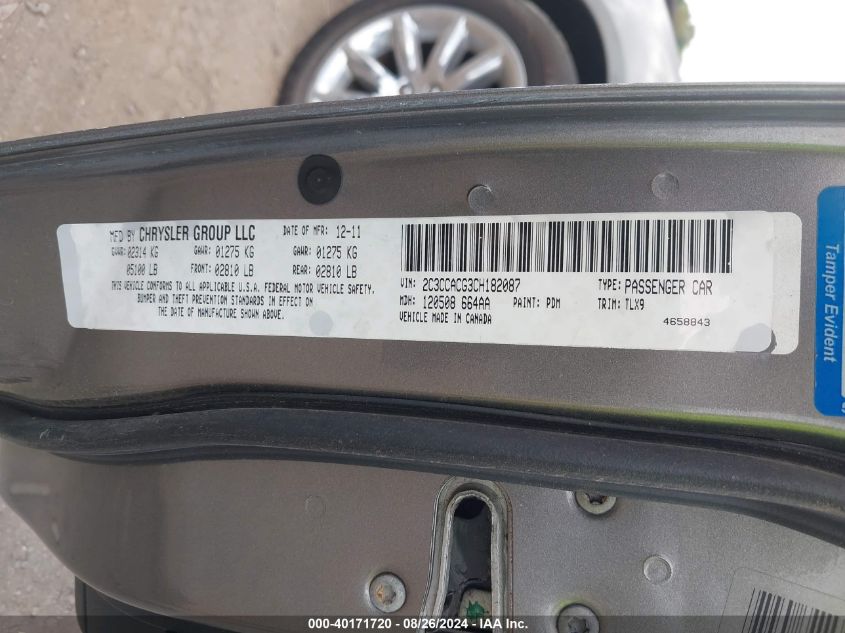 MFD BY CHRYSLER GROUP LLC DATE OF MFR: 12-11
GVWR: 02314 KG GAWR: 01275 KG GAWR: 01275 KG
05100 LB FRONT: 02810 LB REAR: 02810 LB
THIS VEHICLE CONFORMS TO ALL APPLICABLE U.S.A. FEDERAL MOTOR VEHICLE SAFETY,
BUMPER AND THEFT PREVENTION STANDARDS IN EFFECT ON
THE DATE OF MANUFACTURE SHOWN ABOVE.
VIN: 2C3CCACG3CH182087 TYPE: PASSENGER CAR
MDH: 120508 664AA PAINT: PDM TRIM: TLX9
VEHICLE MADE IN CANADA 4658843
Tamper Evident
000-40171720 - 08/26/2024 - IAA Inc.